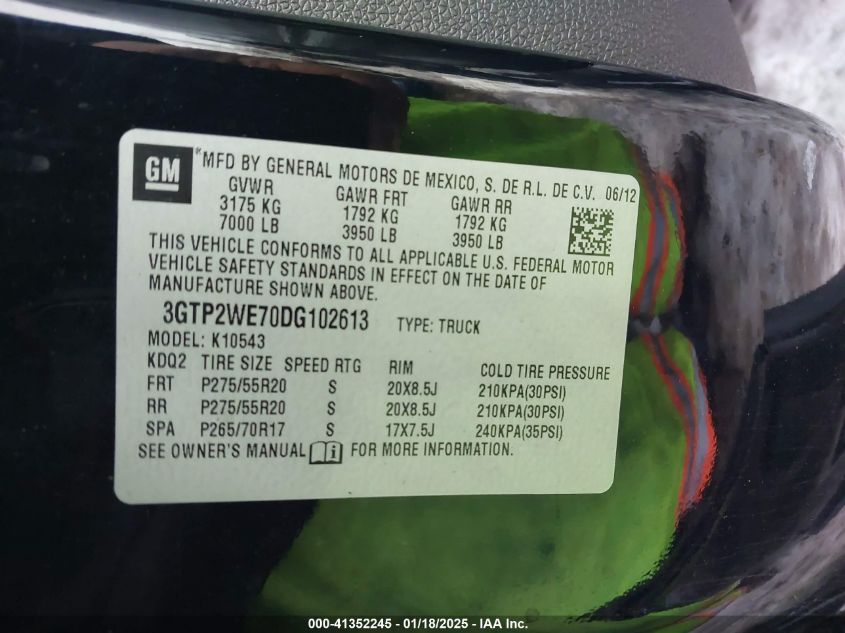 GM *MFD BY GENERAL MOTORS DE MEXICO, S. DE R.L. DE C.V. 06/12
GVWR GAWR FRT GAWR RR
3175 KG 1792 KG 1792 KG
7000 LB 3950 LB 3950 LB
THIS VEHICLE CONFORMS TO ALL APPLICABLE U.S. FEDERAL MOTOR
VEHICLE SAFETY STANDARDS IN EFFECT ON THE DATE OF
MANUFACTURE SHOWN ABOVE.
3GTP2WE70DG102613 TYPE: TRUCK
MODEL: K10543
KDQ2 TIRE SIZE SPEED RTG RIM COLD TIRE PRESSURE
FRT P275/55R20 S 20X8.5J 210KPA(30PSI)
RR P275/55R20 S 20X8.5J 210KPA(30PSI)
SPA P265/70R17 S 17X7.5J 240KPA(35PSI)
SEE OWNER'S MANUAL FOR MORE INFORMATION.
000-41352245 - 01/18/2025 - IAA Inc.